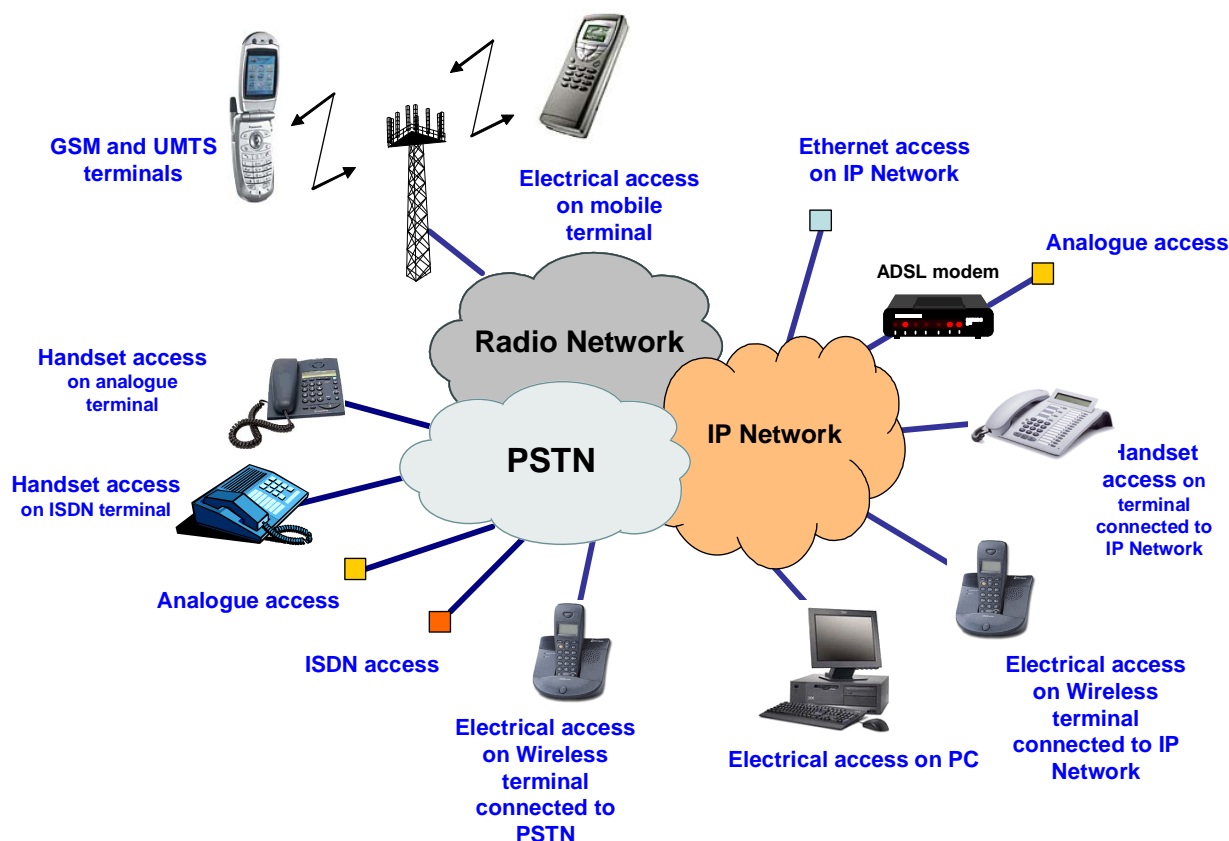 GSM and UMTS
terminals
Electrical access
on mobile
terminal
Ethernet access
on IP Network
Analogue access
ADSL modem
Radio Network
Handset access
on analogue
terminal
IP Network
PSTN
Handset
access on
terminal
connected to
IP Network
Handset access
on ISDN terminal
Analogue access
ISDN access
Electrical access
on Wireless
terminal
connected to
PSTN
Electrical access on PC
Electrical access
on Wireless
terminal
connected to IP
Network